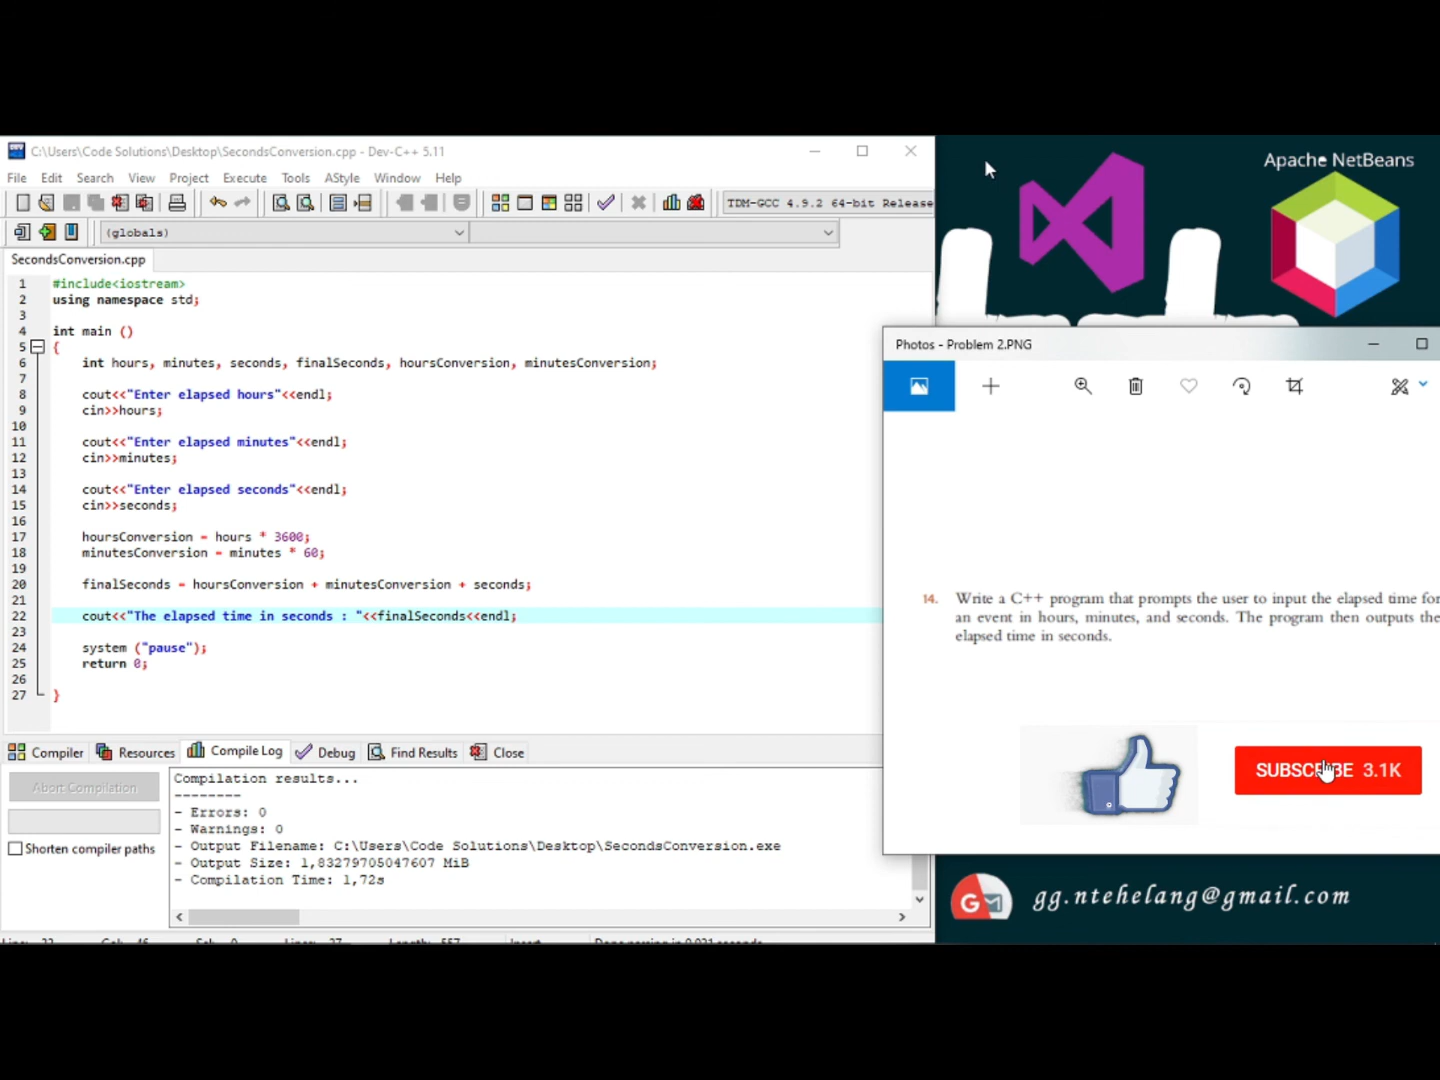 C:\Users\Code Solutions\Desktop\SecondsConversion.cpp - Dev-C++ 5.11
File Edit Search View Project Execute Tools AStyle Window Help
TDM-GCC 4.9.2 64-bit Release
(globals)
SecondsConversion.cpp
1 #include<iostream>
2 using namespace std;
3
4 int main ()
5 {
6 int hours, minutes, seconds, finalSeconds, hoursConversion, minutesConversion;
7
8 cout<<"Enter elapsed hours"<<endl;
9 cin>>hours;
10
11 cout<<"Enter elapsed minutes"<<endl;
12 cin>>minutes;
13
14 cout<<"Enter elapsed seconds"<<endl;
15 cin>>seconds;
16
17 hoursConversion = hours * 3600;
18 minutesConversion = minutes * 60;
19
20 finalSeconds = hoursConversion + minutesConversion + seconds;
21
22 cout<<"The elapsed time in seconds : "<<finalSeconds<<endl;
23
24 system ("pause");
25 return 0;
26
27 }
Compiler Resources Compile Log Debug Find Results Close
Abort Compilation
Shorten compiler paths
Compilation results...
--------
- Errors: 0
- Warnings: 0
- Output Filename: C:\Users\Code Solutions\Desktop\SecondsConversion.exe
- Output Size: 1,83279705047607 MiB
- Compilation Time: 1,72s
Apache NetBeans
Photos - Problem 2.PNG
14. Write a C++ program that prompts the user to input the elapsed time for
an event in hours, minutes, and seconds. The program then outputs the
elapsed time in seconds.
SUBSCRIBE 3.1K
gg.ntehelang@gmail.com